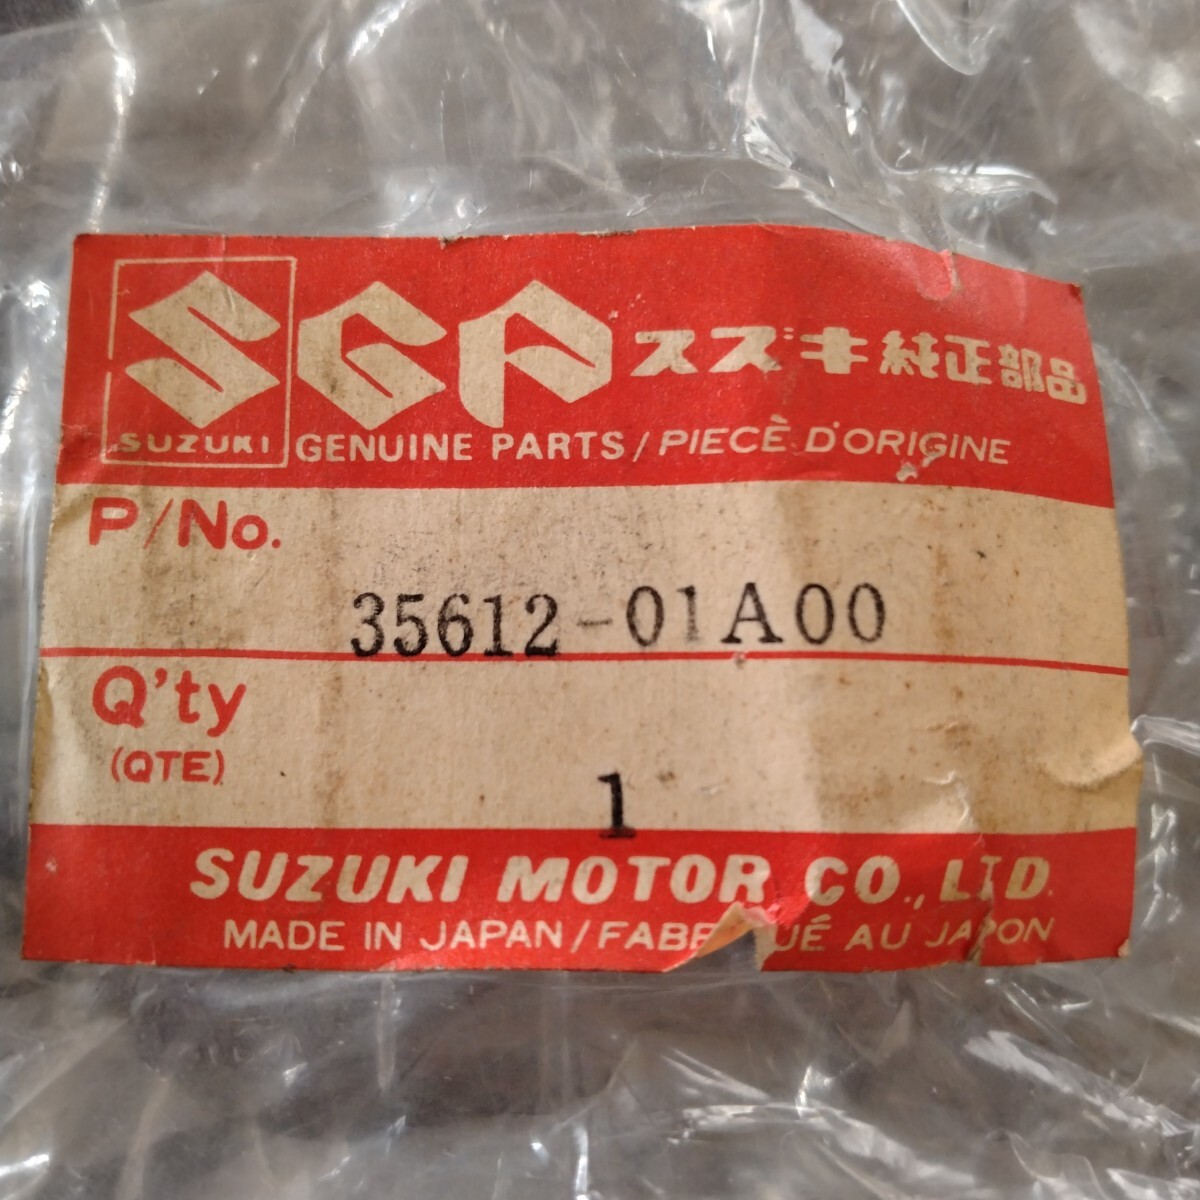 SUZUKI
SGP スズキ純正部品
GENUINE PARTS / PIECÈ D'ORIGINE
P/No.
35612-01A00
Q'ty
(QTE)
1
SUZUKI MOTOR CO., LTD.
MADE IN JAPAN / AU JAPON